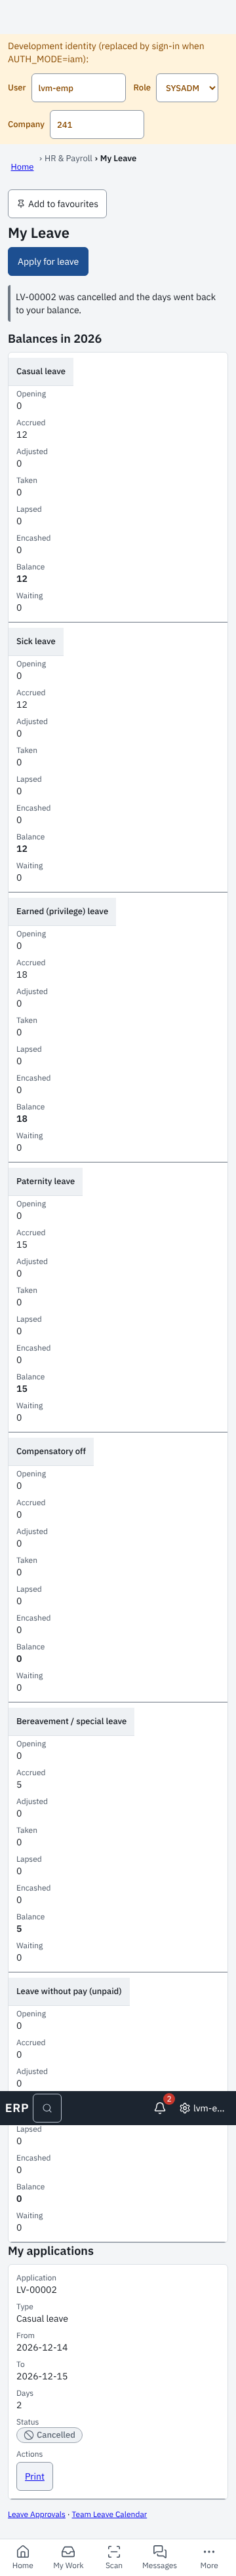 Development identity (replaced by sign-in when
AUTH_MODE=iam):
User lvm-emp Role SYSADM
Company 241
Home › HR & Payroll › My Leave
Add to favourites
My Leave
Apply for leave
LV-00002 was cancelled and the days went back
to your balance.
Balances in 2026
Casual leave
Opening
0
Accrued
12
Adjusted
0
Taken
0
Lapsed
0
Encashed
0
Balance
12
Waiting
0
Sick leave
Opening
0
Accrued
12
Adjusted
0
Taken
0
Lapsed
0
Encashed
0
Balance
12
Waiting
0
Earned (privilege) leave
Opening
0
Accrued
18
Adjusted
0
Taken
0
Lapsed
0
Encashed
0
Balance
18
Waiting
0
Paternity leave
Opening
0
Accrued
15
Adjusted
0
Taken
0
Lapsed
0
Encashed
0
Balance
15
Waiting
0
Compensatory off
Opening
0
Accrued
0
Adjusted
0
Taken
0
Lapsed
0
Encashed
0
Balance
0
Waiting
0
Bereavement / special leave
Opening
0
Accrued
5
Adjusted
0
Taken
0
Lapsed
0
Encashed
0
Balance
5
Waiting
0
Leave without pay (unpaid)
Opening
0
Accrued
0
Adjusted
0
ERP 2 lvm-e...
Lapsed
0
Encashed
0
Balance
0
Waiting
0
My applications
Application
LV-00002
Type
Casual leave
From
2026-12-14
To
2026-12-15
Days
2
Status
Cancelled
Actions
Print
Leave Approvals · Team Leave Calendar
Home My Work Scan Messages More